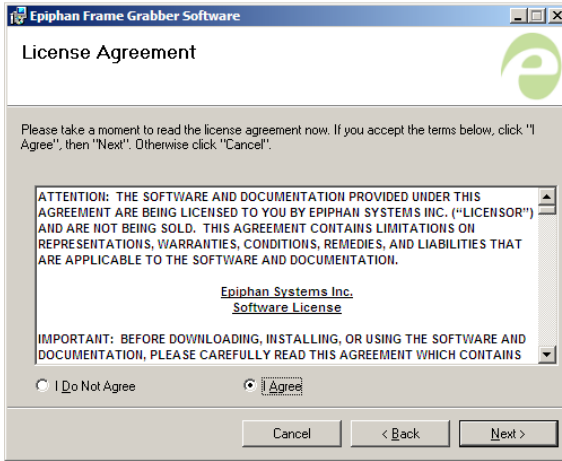 Epiphan Frame Grabber Software
License Agreement
Please take a moment to read the license agreement now. If you accept the terms below, click "I
Agree", then "Next". Otherwise click "Cancel".
ATTENTION: THE SOFTWARE AND DOCUMENTATION PROVIDED UNDER THIS
AGREEMENT ARE BEING LICENSED TO YOU BY EPIPHAN SYSTEMS INC. (“LICENSOR”)
AND ARE NOT BEING SOLD. THIS AGREEMENT CONTAINS LIMITATIONS ON
REPRESENTATIONS, WARRANTIES, CONDITIONS, REMEDIES, AND LIABILITIES THAT
ARE APPLICABLE TO THE SOFTWARE AND DOCUMENTATION.
Epiphan Systems Inc.
Software License
IMPORTANT: BEFORE DOWNLOADING, INSTALLING, OR USING THE SOFTWARE AND
DOCUMENTATION, PLEASE CAREFULLY READ THIS AGREEMENT WHICH CONTAINS
I Do Not Agree
I Agree
Cancel
< Back
Next >